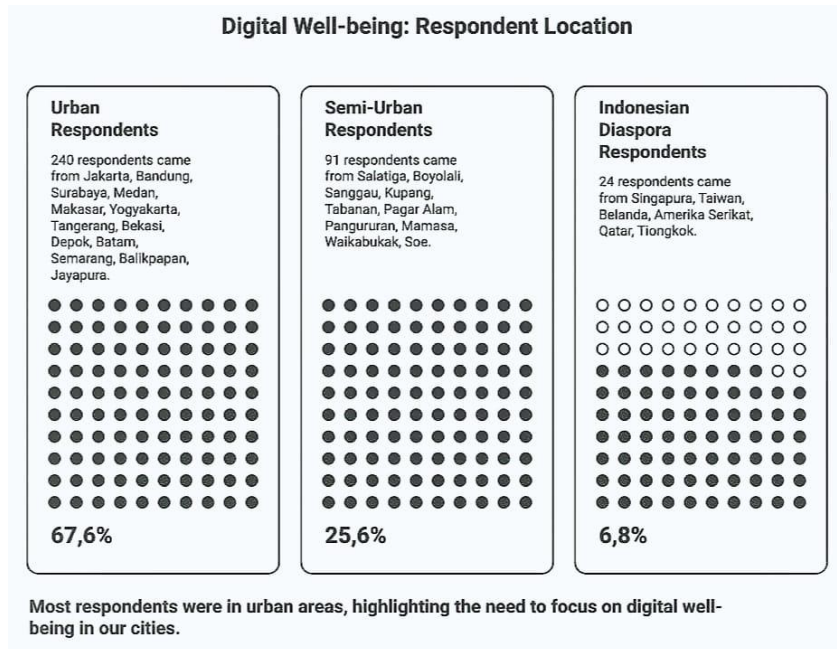 Digital Well-being: Respondent Location
Urban
Respondents
240 respondents came
from Jakarta, Bandung,
Surabaya, Medan,
Makasar, Yogyakarta,
Tangerang, Bekasi,
Depok, Batam,
Semarang, Balikpapan,
Jayapura.
67,6%
Semi-Urban
Respondents
91 respondents came
from Salatiga, Boyolali,
Sanggau, Kupang,
Tabanan, Pagar Alam,
Pangururan, Mamasa,
Waikabukak, Soe.
25,6%
Indonesian
Diaspora
Respondents
24 respondents came
from Singapura, Taiwan,
Belanda, Amerika Serikat,
Qatar, Tiongkok.
6,8%
Most respondents were in urban areas, highlighting the need to focus on digital well-
being in our cities.